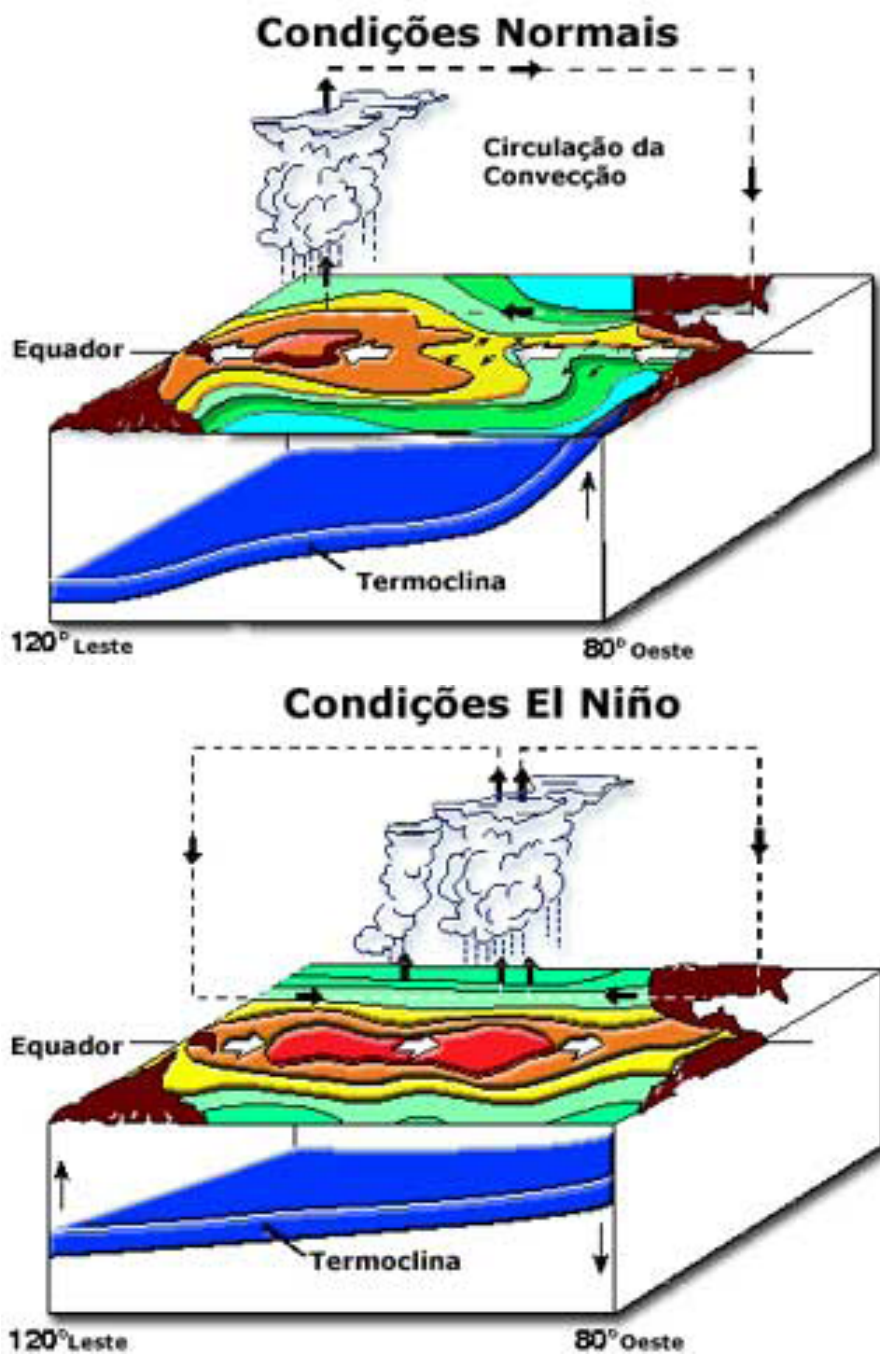 Condições Normais
Circulação da
Convecção
Equador
Termoclina
120° Leste
80° Oeste
Condições El Niño
Equador
Termoclina
120° Leste
80° Oeste